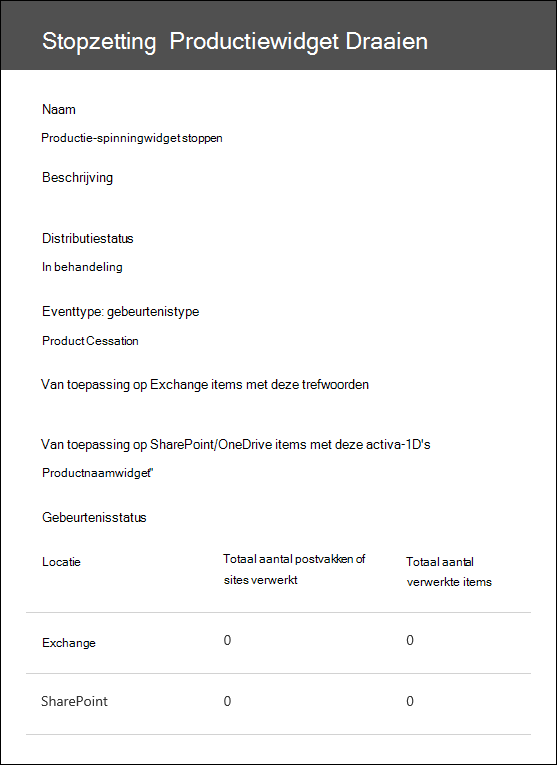 Stopzetting Productiewidget Draaien
Naam
Productie-spinningwidget stoppen
Beschrijving
Distributiestatus
In behandeling
Eventtype: gebeurtenistype
Product Cessation
Van toepassing op Exchange items met deze trefwoorden
Van toepassing op SharePoint/OneDrive items met deze activa-1D's
Productnaamwidget"
Gebeurtenisstatus
Locatie
Totaal aantal postvakken of
sites verwerkt
Totaal aantal
verwerkte items
Exchange 0 0
SharePoint 0 0